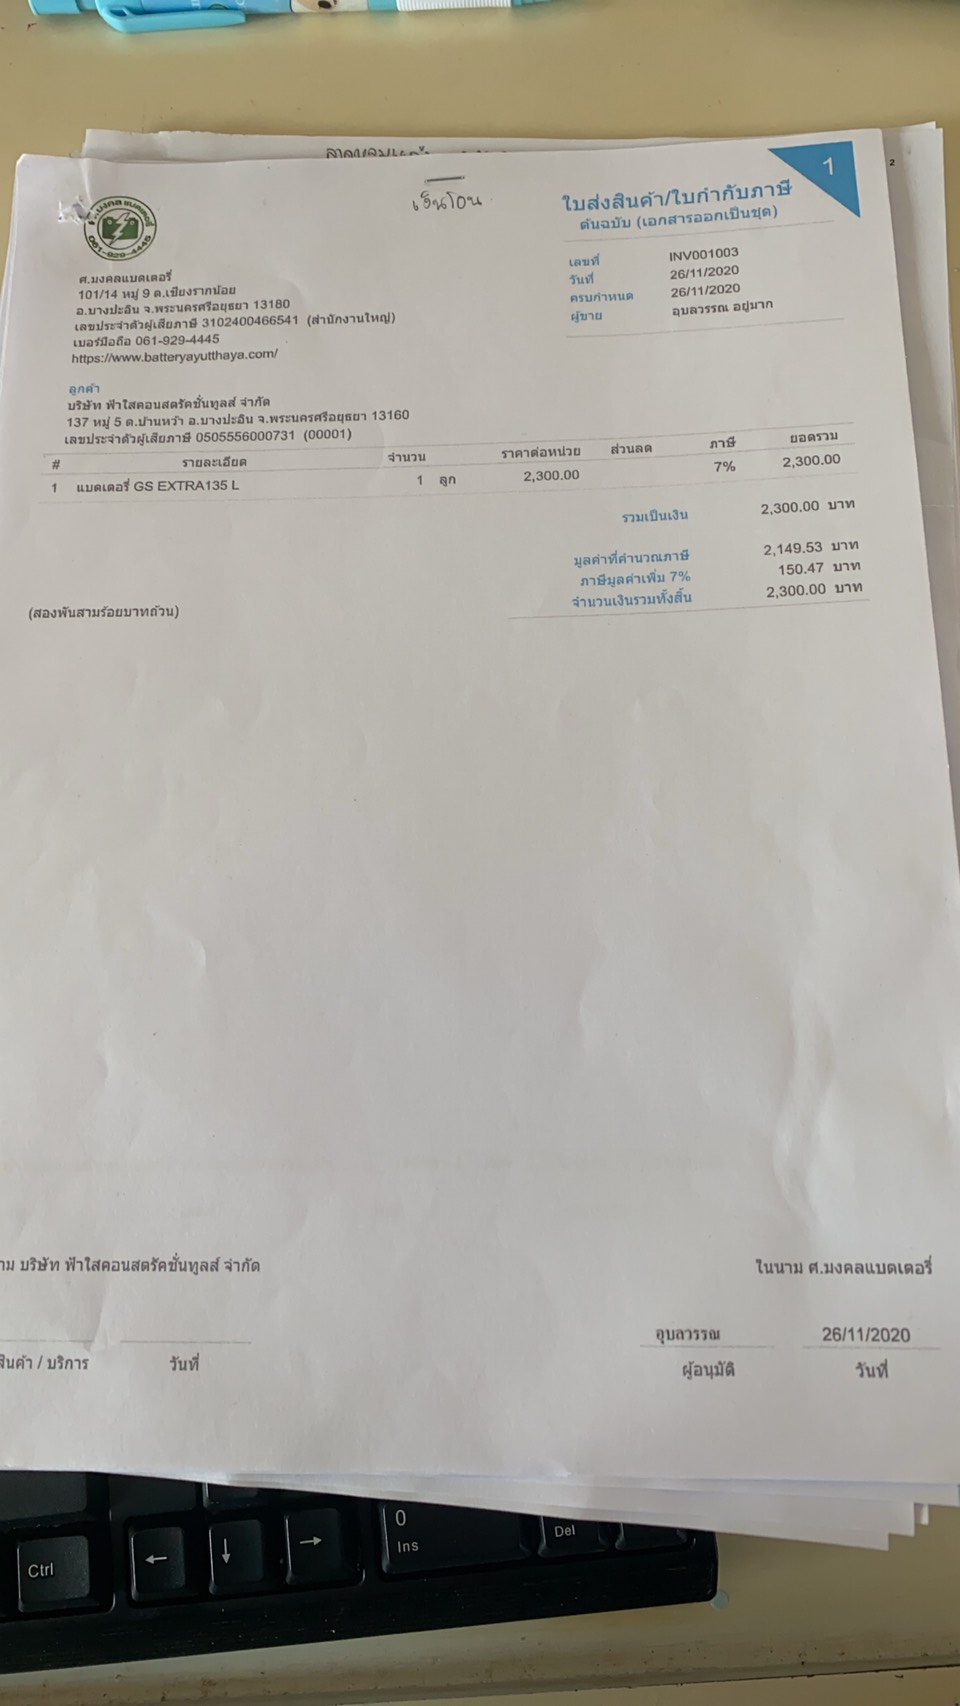 เงินโอน
1
2
ใบส่งสินค้า/ใบกำกับภาษี
ต้นฉบับ (เอกสารออกเป็นชุด)
ศ.มงคลแบตเตอรี่
061-929-4445
เลขที่ INV001003
วันที่ 26/11/2020
ครบกำหนด 26/11/2020
ผู้ขาย อุบลวรรณ อยู่มาก
ศ.มงคลแบตเตอรี่
101/14 หมู่ 9 ต.เชียงรากน้อย
อ.บางปะอิน จ.พระนครศรีอยุธยา 13180
เลขประจำตัวผู้เสียภาษี 3102400466541 (สำนักงานใหญ่)
เบอร์มือถือ 061-929-4445
https://www.batteryayutthaya.com/
ลูกค้า
บริษัท ฟ้าใสคอนสตรัคชั่นทูลส์ จำกัด
137 หมู่ 5 ต.บ้านหว้า อ.บางปะอิน จ.พระนครศรีอยุธยา 13160
เลขประจำตัวผู้เสียภาษี 0505556000731 (00001)
# รายละเอียด จำนวน ราคาต่อหน่วย ส่วนลด ภาษี ยอดรวม
1 แบตเตอรี่ GS EXTRA135 L 1 ลูก 2,300.00 7% 2,300.00
รวมเป็นเงิน 2,300.00 บาท
มูลค่าที่คำนวณภาษี 2,149.53 บาท
ภาษีมูลค่าเพิ่ม 7% 150.47 บาท
(สองพันสามร้อยบาทถ้วน) จำนวนเงินรวมทั้งสิ้น 2,300.00 บาท
บริษัท ฟ้าใสคอนสตรัคชั่นทูลส์ จำกัด ในนาม ศ.มงคลแบตเตอรี่
อุบลวรรณ 26/11/2020
สินค้า / บริการ วันที่ ผู้อนุมัติ วันที่
0
Ins
Del
Ctrl